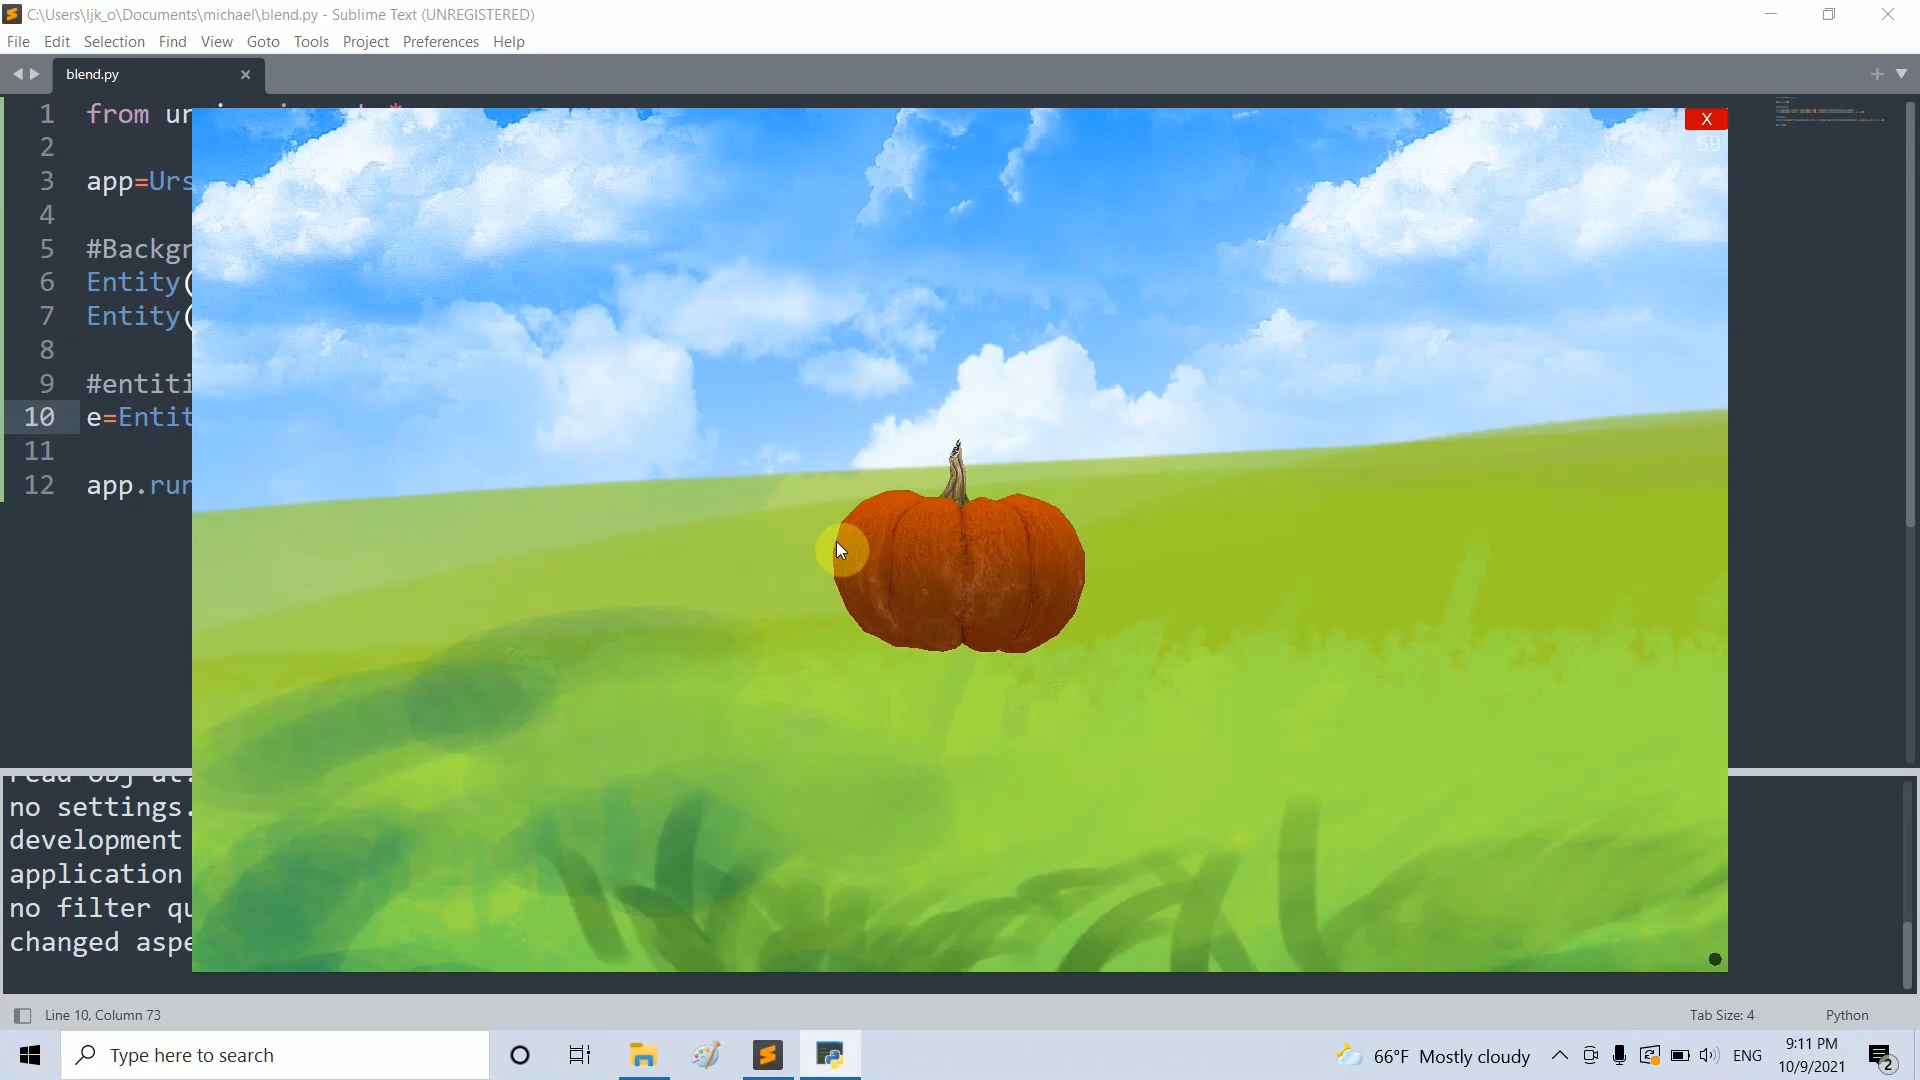 C:\Users\ljk_o\Documents\michael\blend.py - Sublime Text (UNREGISTERED)
File Edit Selection Find View Goto Tools Project Preferences Help
blend.py
1 from
2
3 app=Urs
4
5 #Backgr
6 Entity(
7 Entity(
8
9 #entiti
10 e=Entit
11
12 app.run
X
59
no settings.
development
application
no filter qu
changed aspe
Line 10, Column 73
Tab Size: 4
Python
Type here to search
66°F Mostly cloudy
ENG
9:11 PM
10/9/2021
2